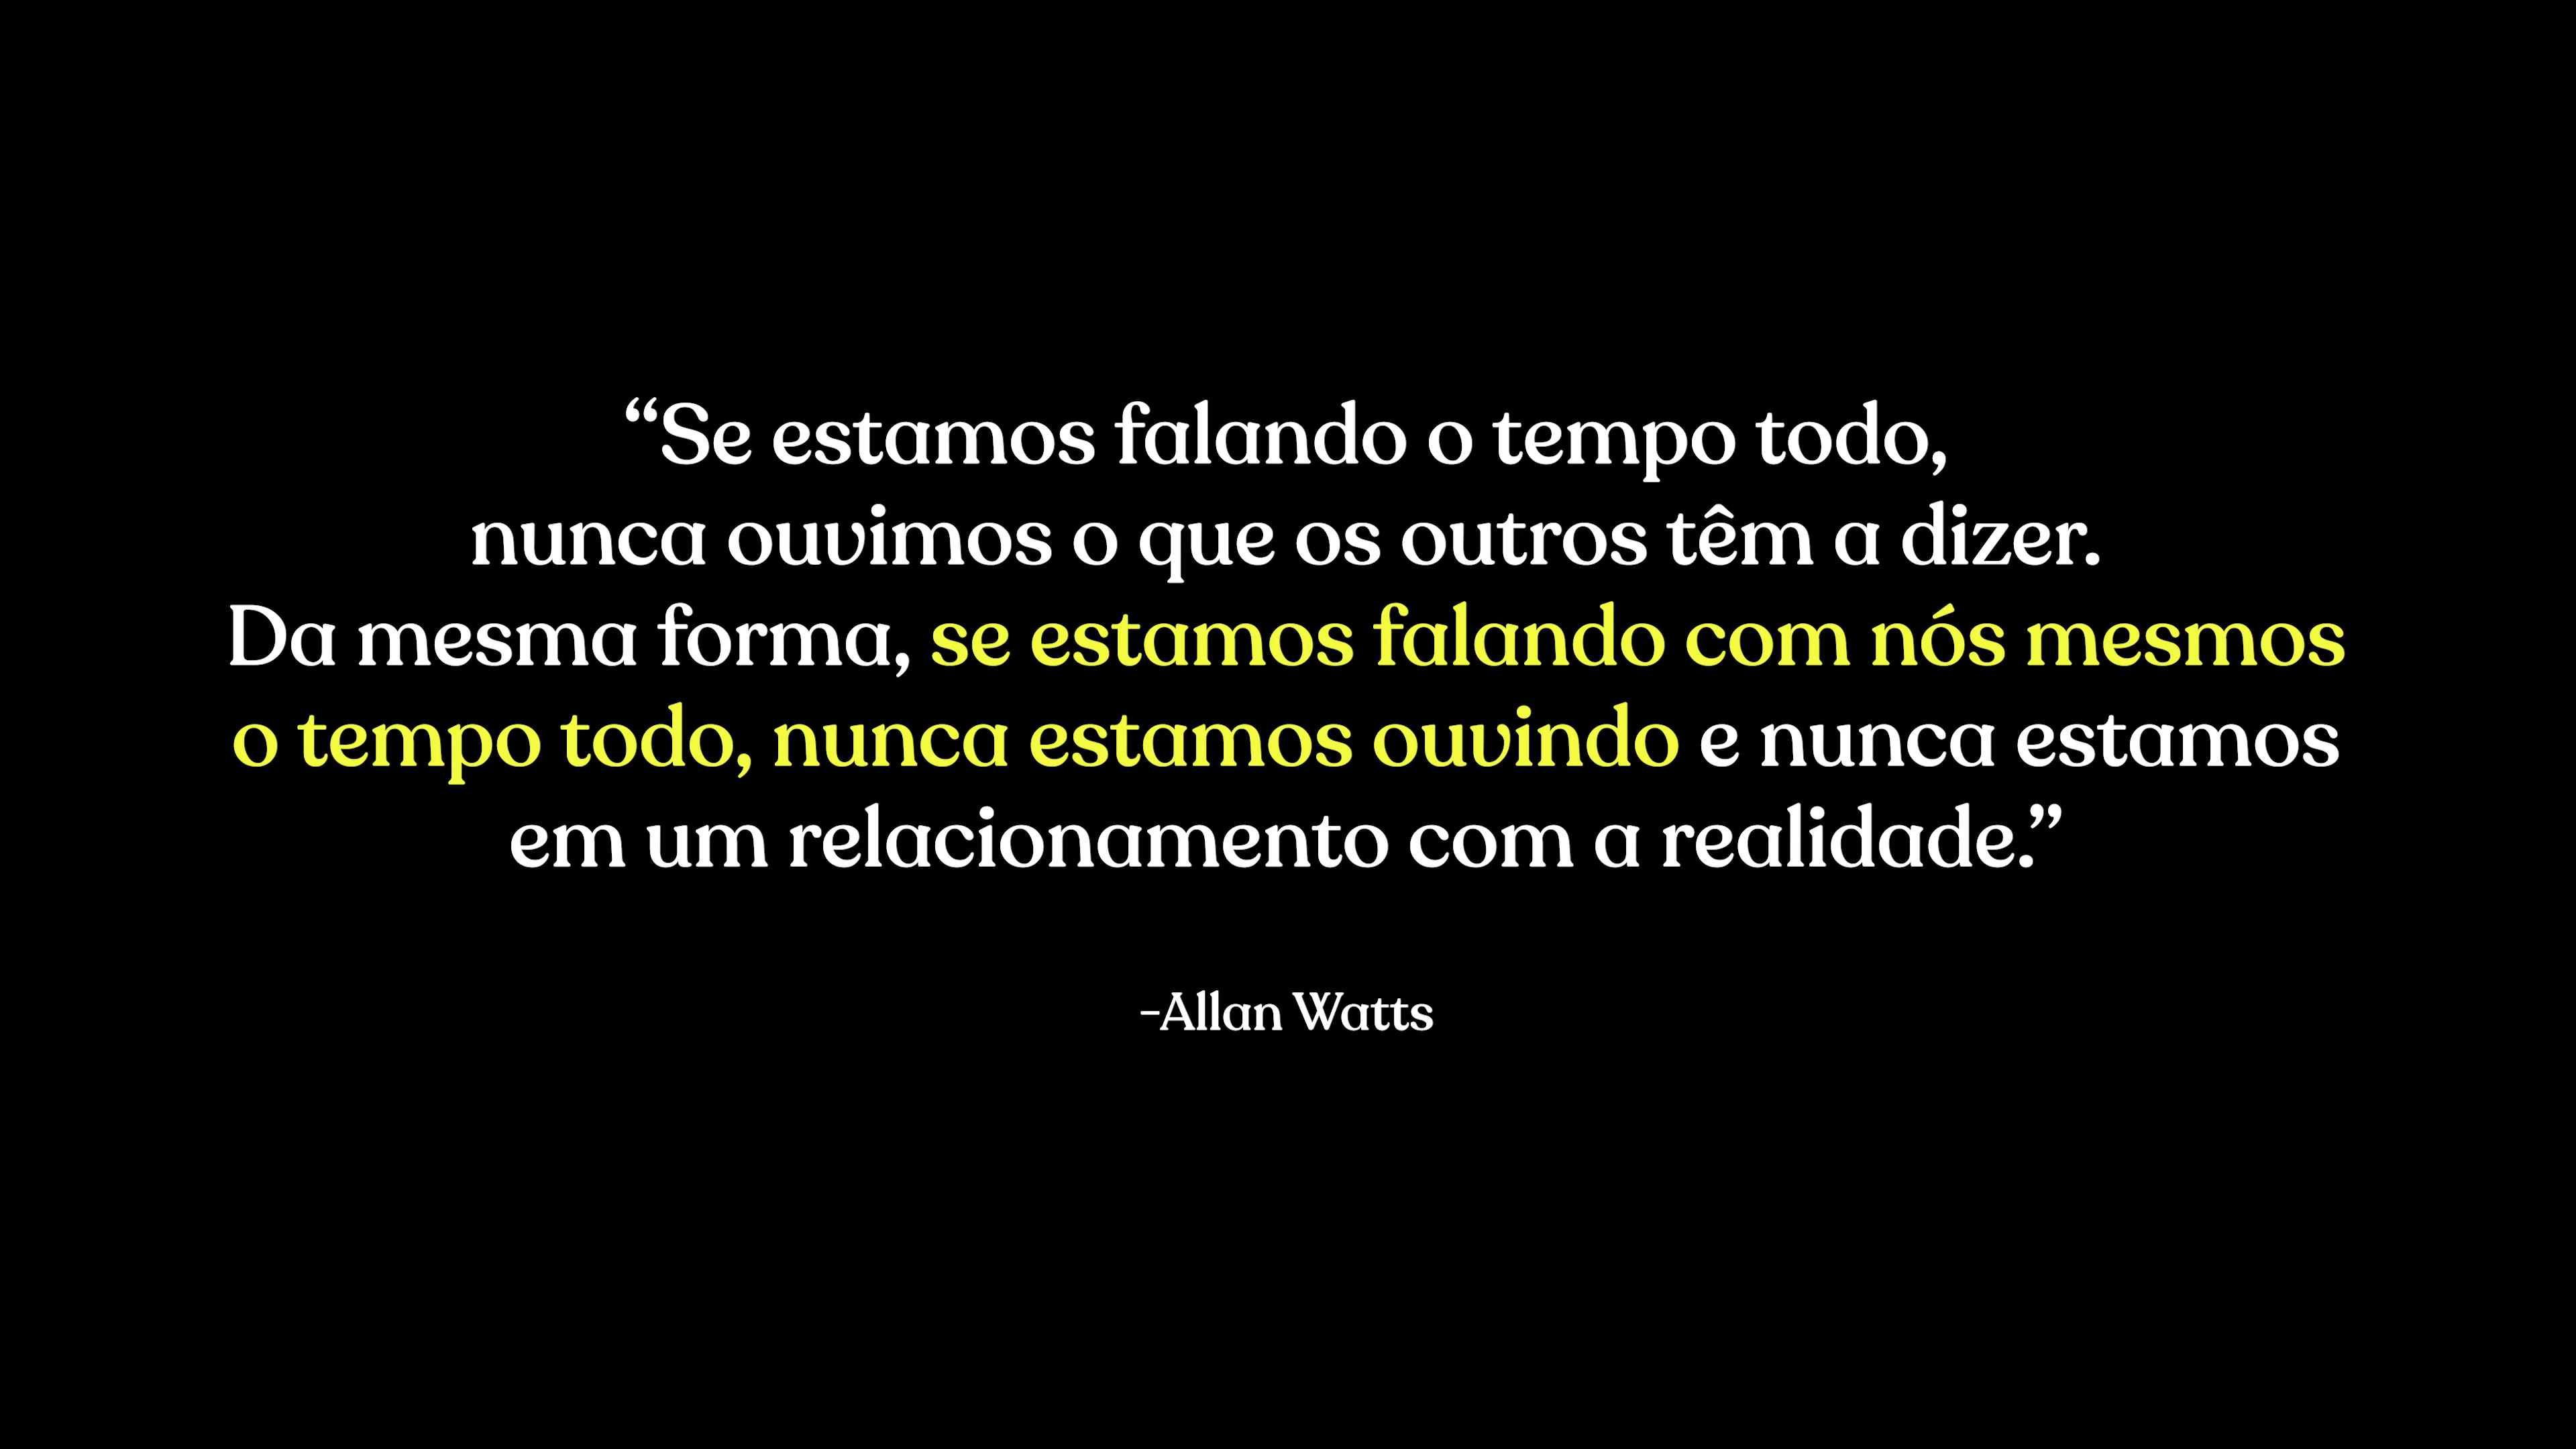 “Se estamos falando o tempo todo,
nunca ouvimos o que os outros têm a dizer.
Da mesma forma, se estamos falando com nós mesmos
o tempo todo, nunca estamos ouvindo e nunca estamos
em um relacionamento com a realidade.”
-Allan Watts